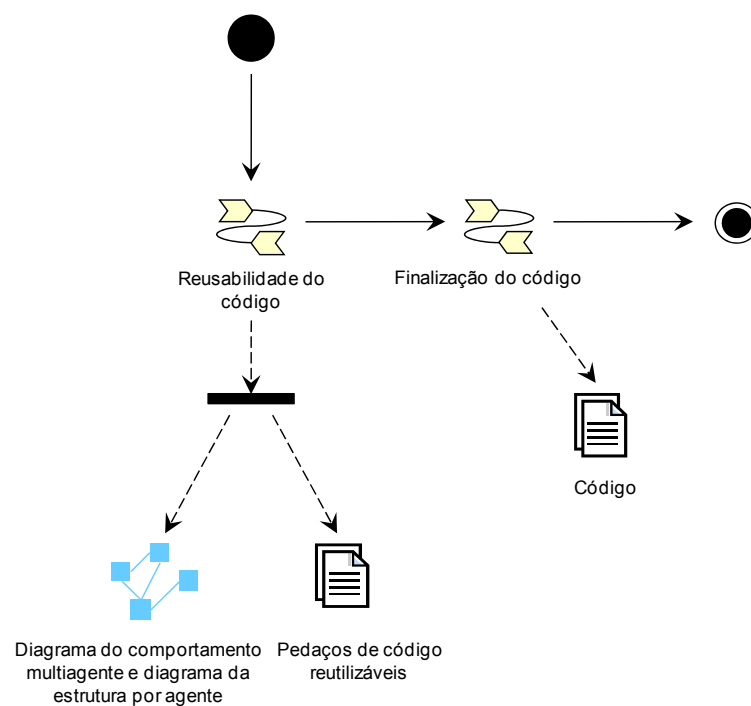 Reusabilidade do
código
Finalização do código
Código
Diagrama do comportamento
multiagente e diagrama da
estrutura por agente
Pedaços de código
reutilizáveis